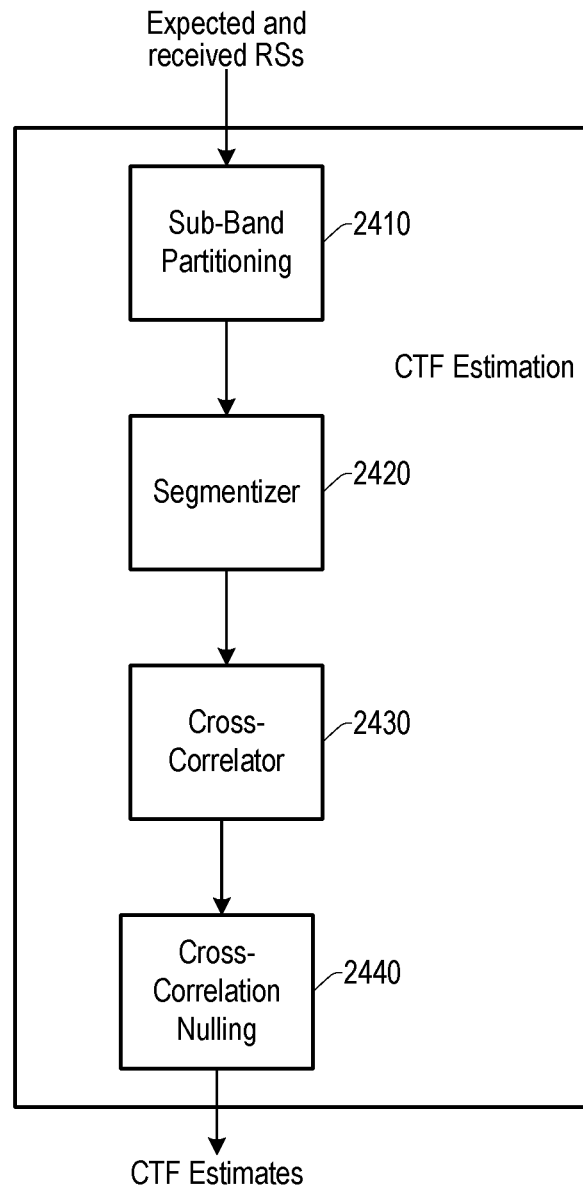 Expected and
received RSs
Sub-Band
Partitioning
2410
CTF Estimation
Segmentizer
2420
Cross-
Correlator
2430
Cross-
Correlation
Nulling
2440
CTF Estimates